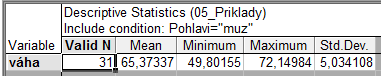 Descriptive Statistics (05_Priklady)
Include condition: Pohlavi="muz"
Variable Valid N Mean Minimum Maximum Std.Dev.
váha 31 65,37337 49,80155 72,14984 5,034108